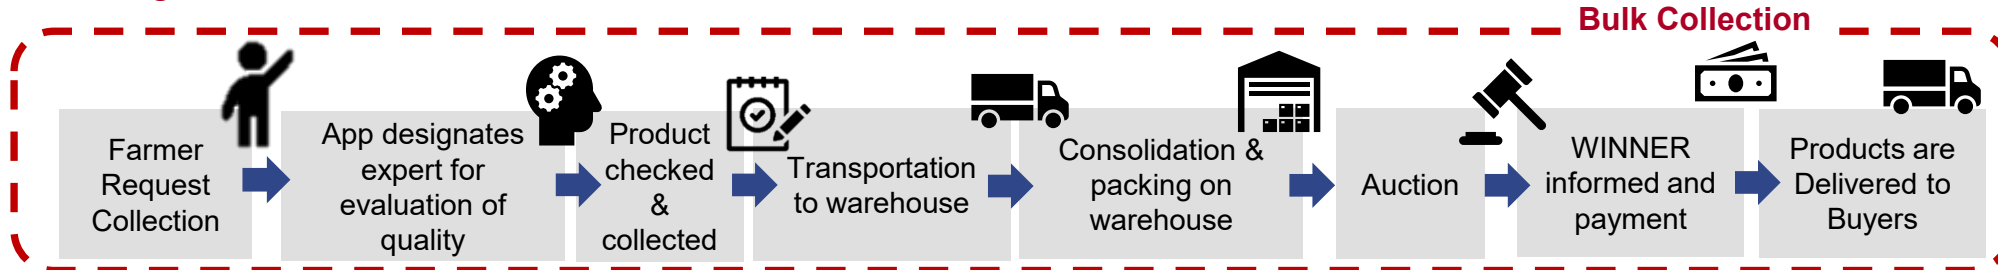 Bulk Collection
Farmer
Request
Collection
App designates
expert for
evaluation of
quality
Product
checked
&
collected
Transportation
to warehouse
Consolidation &
packing on
warehouse
Auction
WINNER
informed and
payment
Products are
Delivered to
Buyers